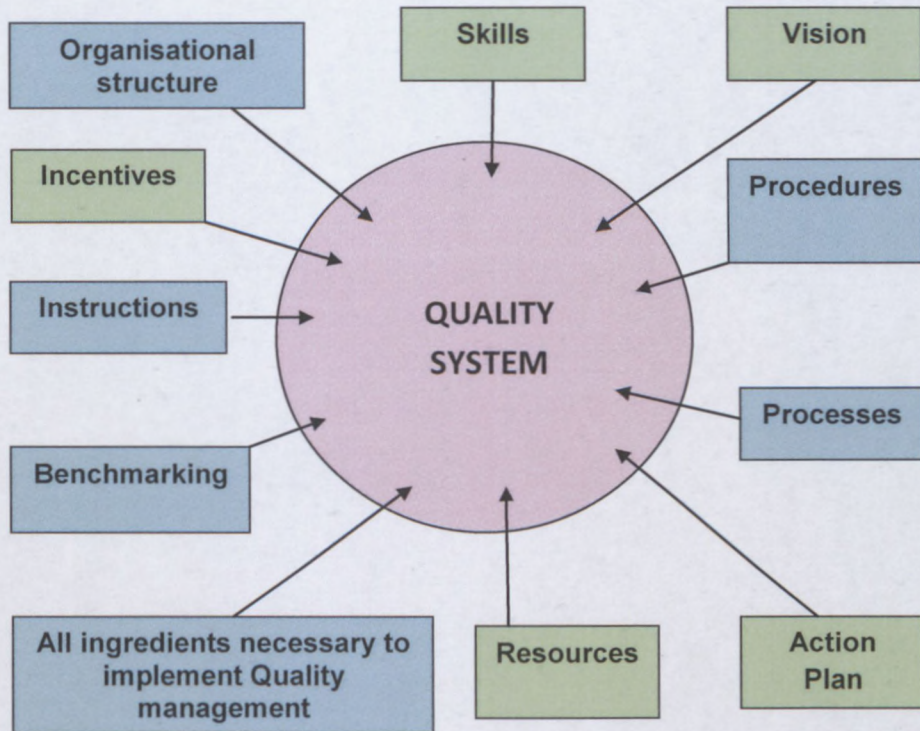 Organisational
structure
Skills
Vision
Incentives
Procedures
Instructions
QUALITY
SYSTEM
Processes
Benchmarking
All ingredients necessary to
implement Quality
management
Resources
Action
Plan